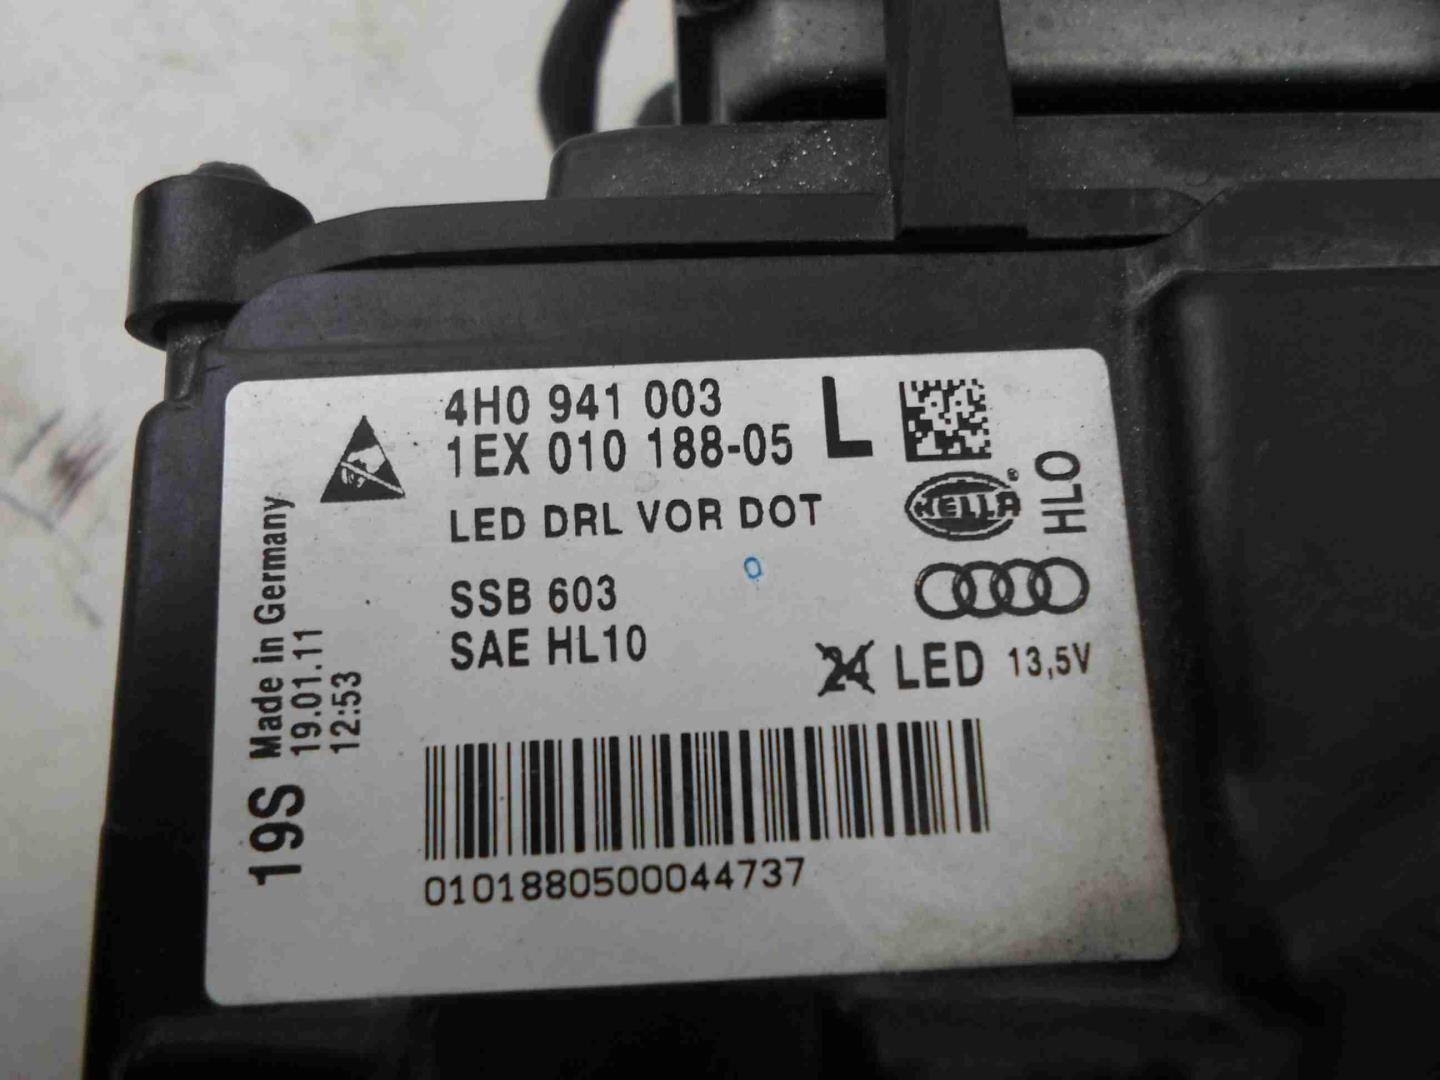 4H0 941 003
1EX 010 188-05 L
LED DRL VOR DOT
HELLA®
HLO
SSB 603
SAE HL10
24 LED 13,5V
Made in Germany
19.01.11
12:53
19S
0101880500044737